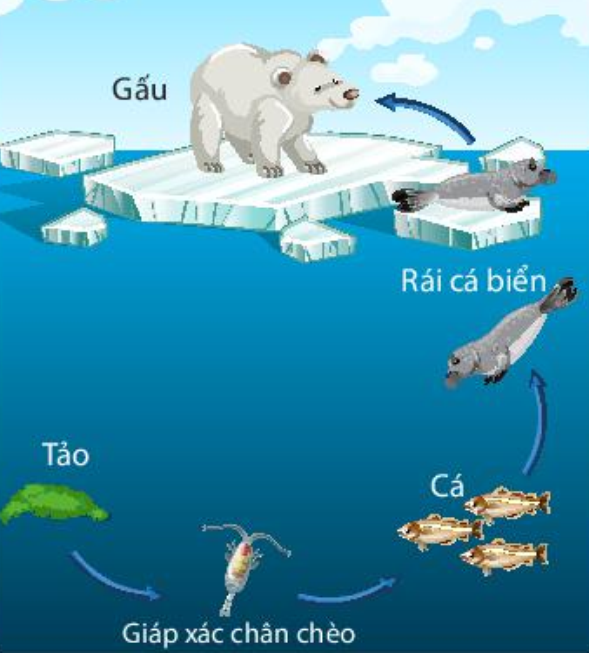 Gấu
Rái cá biển
Tảo
Cá
Giáp xác chân chèo